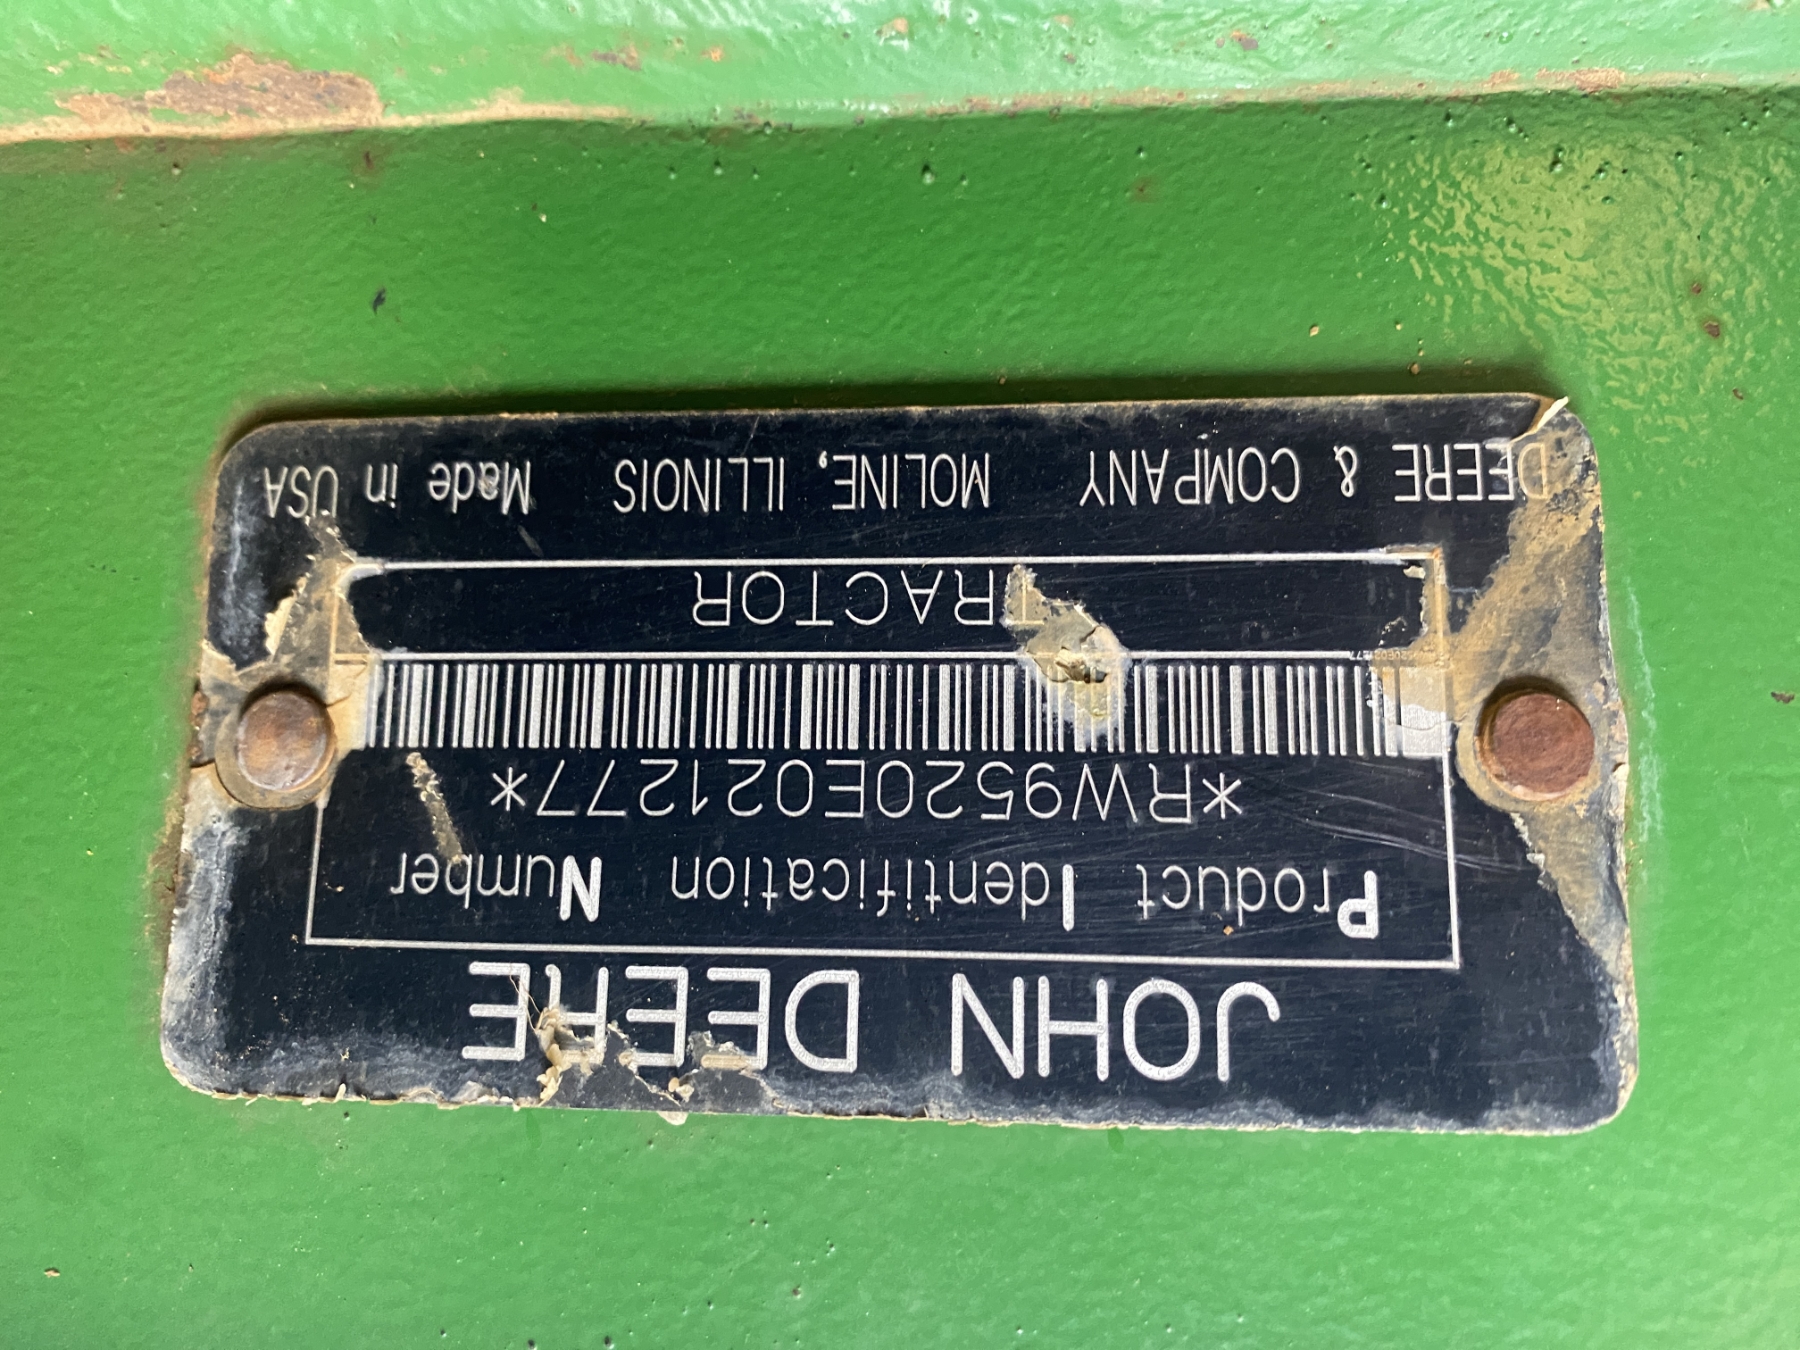 JOHN DEERE
Product Identification Number
*RW9520E021277*
TRACTOR
DEERE & COMPANY MOLINE, ILLINOIS Made in USA